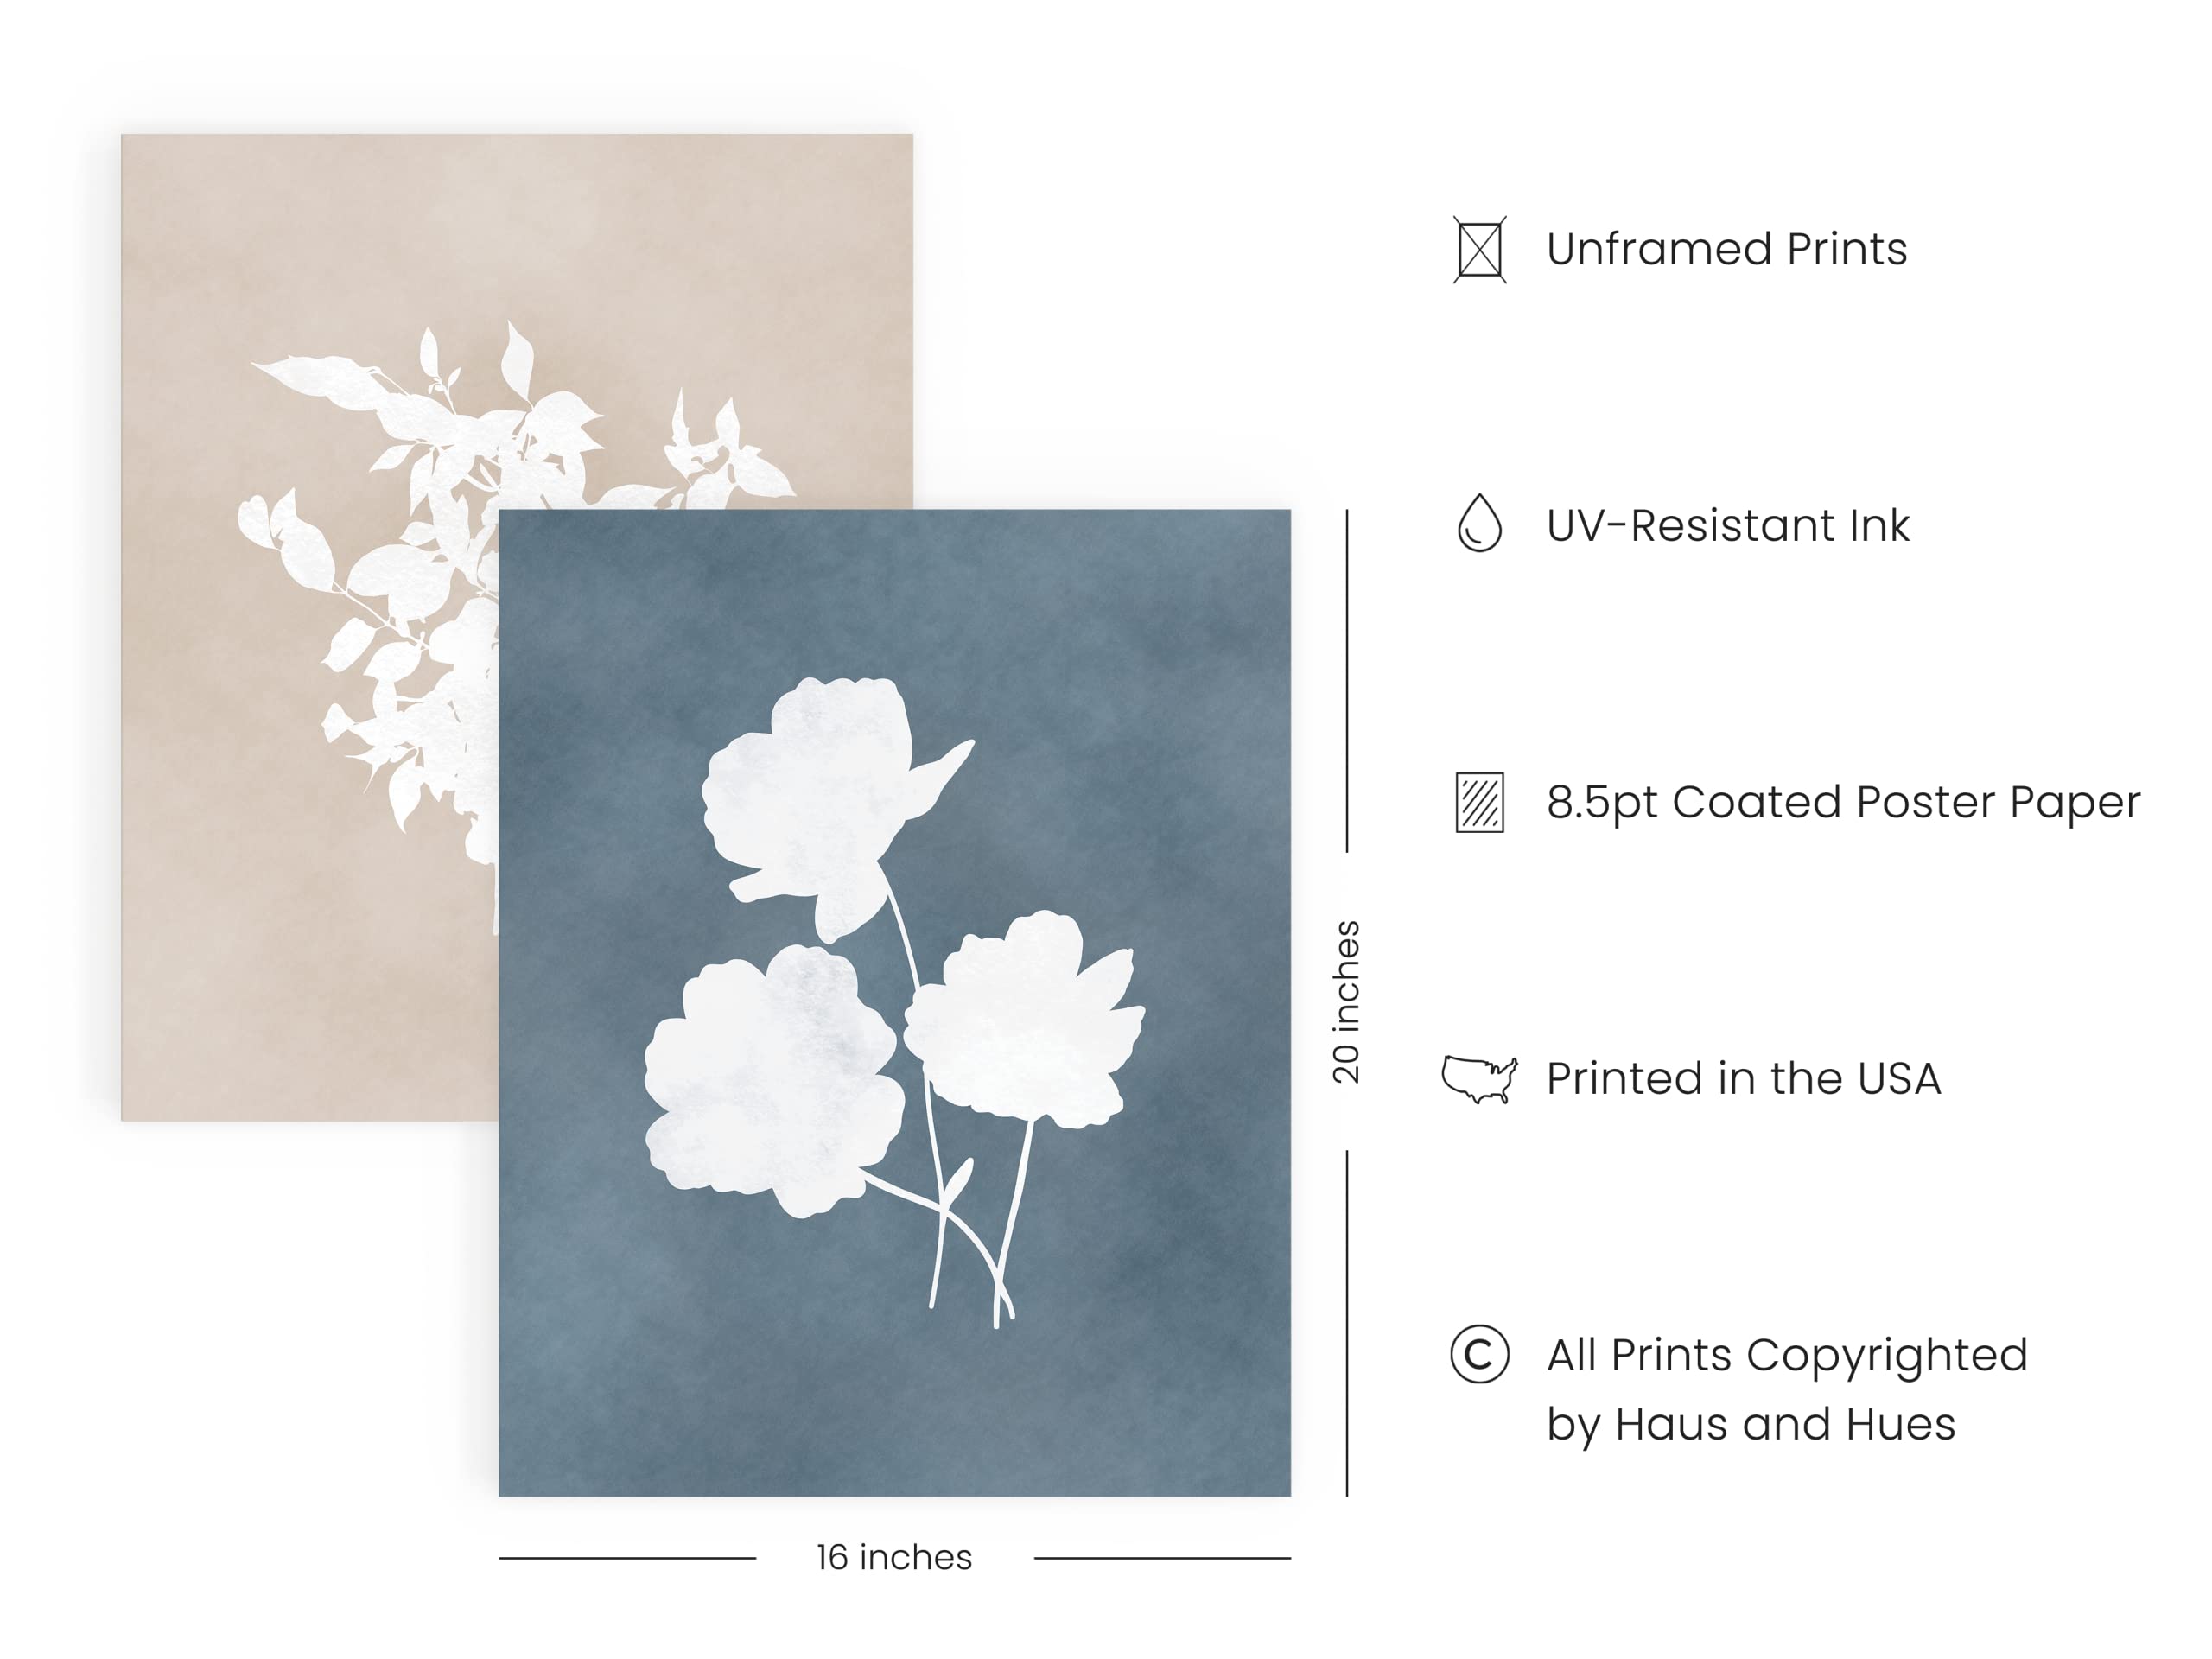 Unframed Prints
UV-Resistant Ink
8.5pt Coated Poster Paper
20 inches
Printed in the USA
© All Prints Copyrighted
by Haus and Hues
16 inches